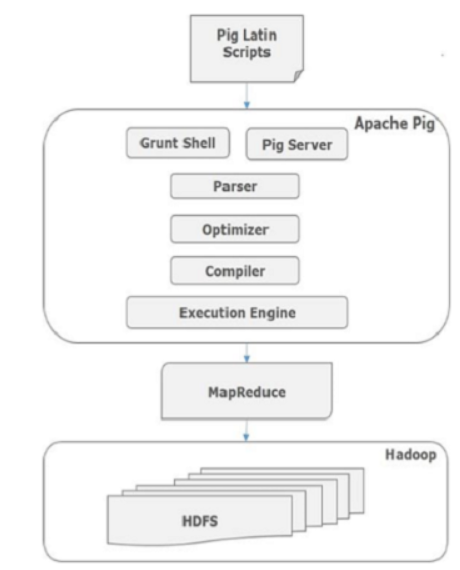 Pig Latin
Scripts
Apache Pig
Grunt Shell
Pig Server
Parser
Optimizer
Compiler
Execution Engine
MapReduce
Hadoop
HDFS